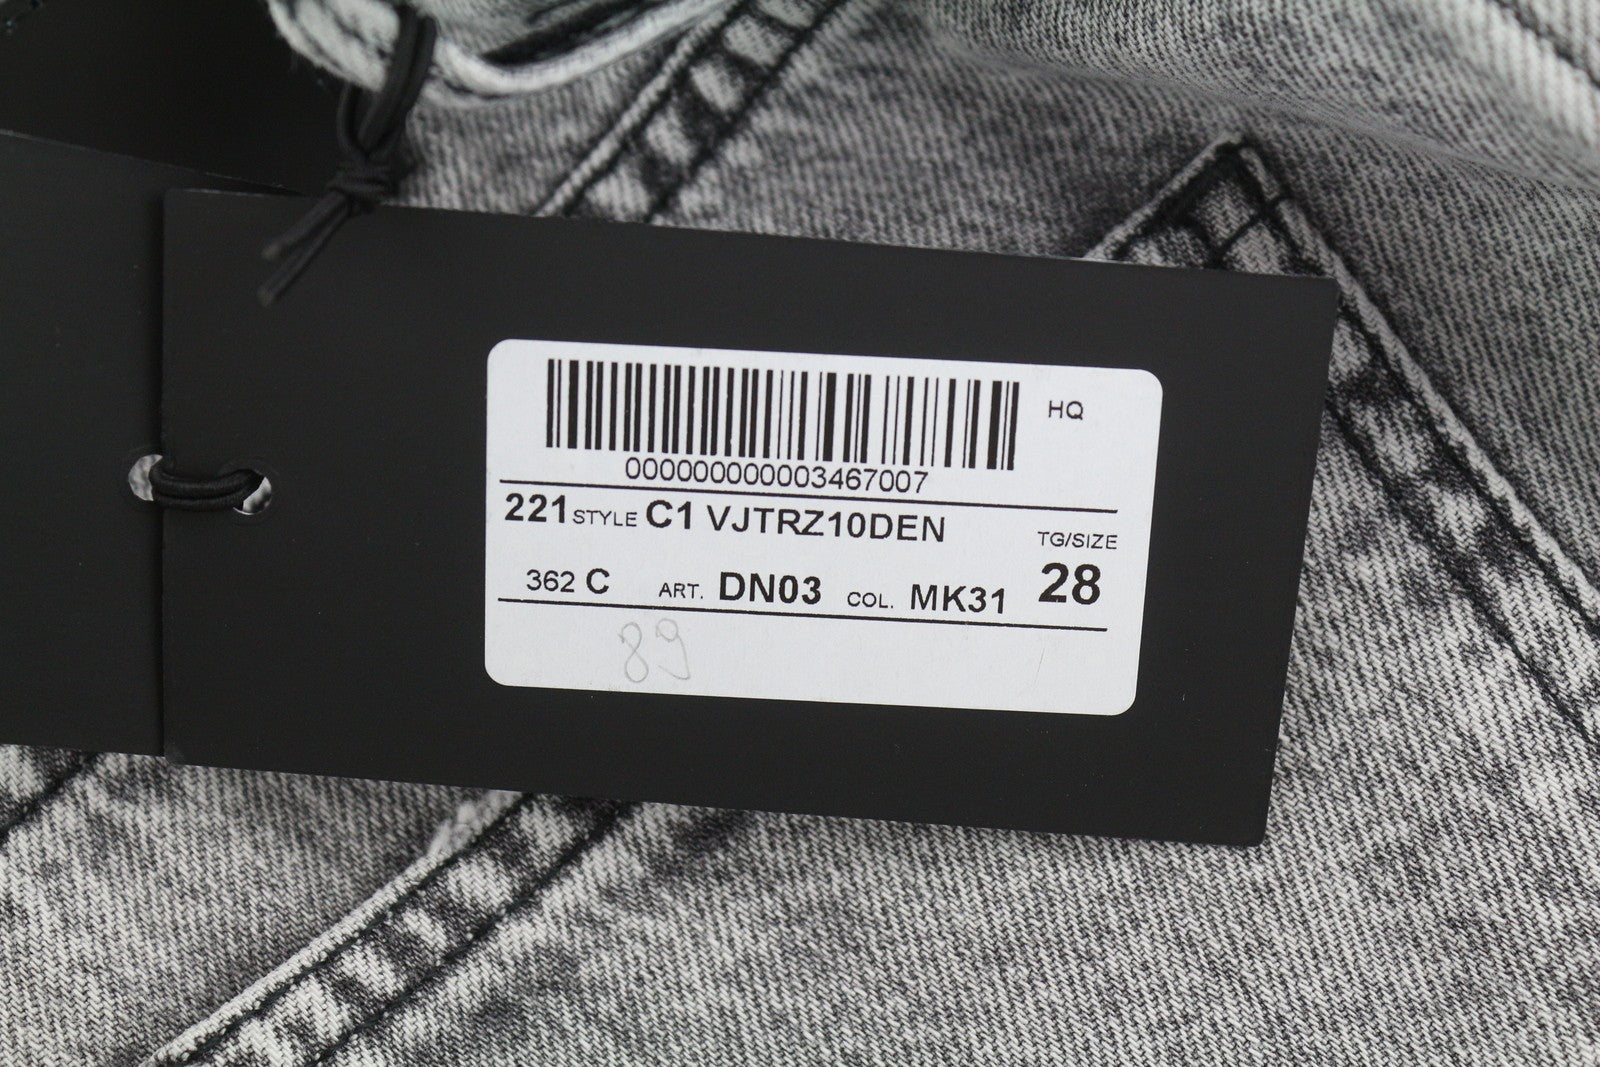 HQ
000000000003467007
221 STYLE C1 VJTRZ10DEN
TG/SIZE
362 C ART. DN03 COL. MK31 28
89